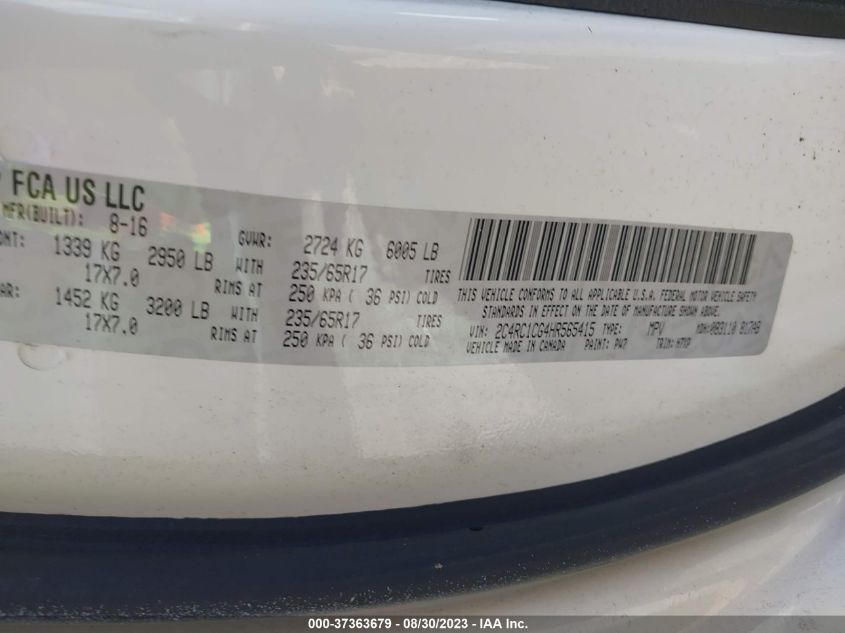 FCA US LLC
MFR(BUILT): 8-16 GVWR: 2724 KG 6005 LB
1339 KG 2950 LB WITH 235/65R17 TIRES
17X7.0 RIMS AT 250 KPA ( 36 PSI) COLD
1452 KG 3200 LB WITH 235/65R17 TIRES
17X7.0 RIMS AT 250 KPA ( 36 PSI) COLD
THIS VEHICLE CONFORMS TO ALL APPLICABLE U.S.A. FEDERAL MOTOR VEHICLE SAFETY
STANDARDS IN EFFECT ON THE DATE OF MANUFACTURE SHOWN ABOVE.
VIN: 2C4RC1CG4HR565415 TYPE: MPV MDH:083110 
VEHICLE MADE IN CANADA PAINT: PW7 TRIM:
000-37363679 - 08/30/2023 - IAA Inc.